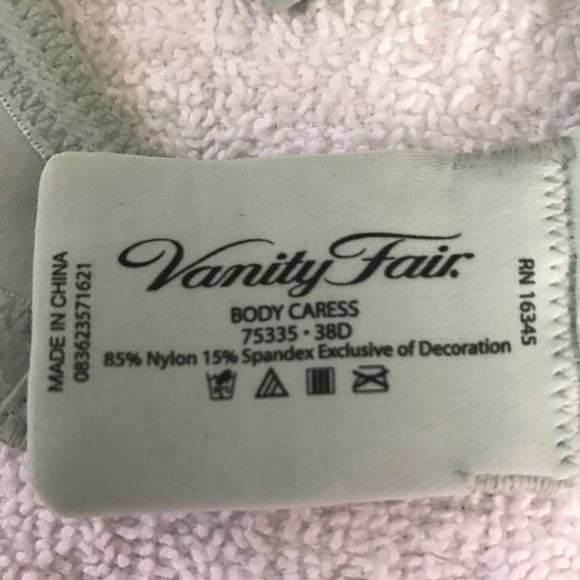 Vanity Fair.
BODY CARESS
75335 • 38D
85% Nylon 15% Spandex Exclusive of Decoration
MADE IN CHINA
083623571621
RN 16345